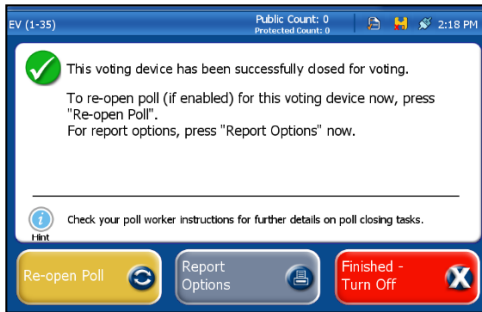 EV (1-35) Public Count: 0 2:18 PM
Protected Count: 0
This voting device has been successfully closed for voting.
To re-open poll (if enabled) for this voting device now, press
"Re-open Poll".
For report options, press "Report Options" now.
Check your poll worker instructions for further details on poll closing tasks.
Hint
Re-open Poll
Report
Options
Finished -
Turn Off